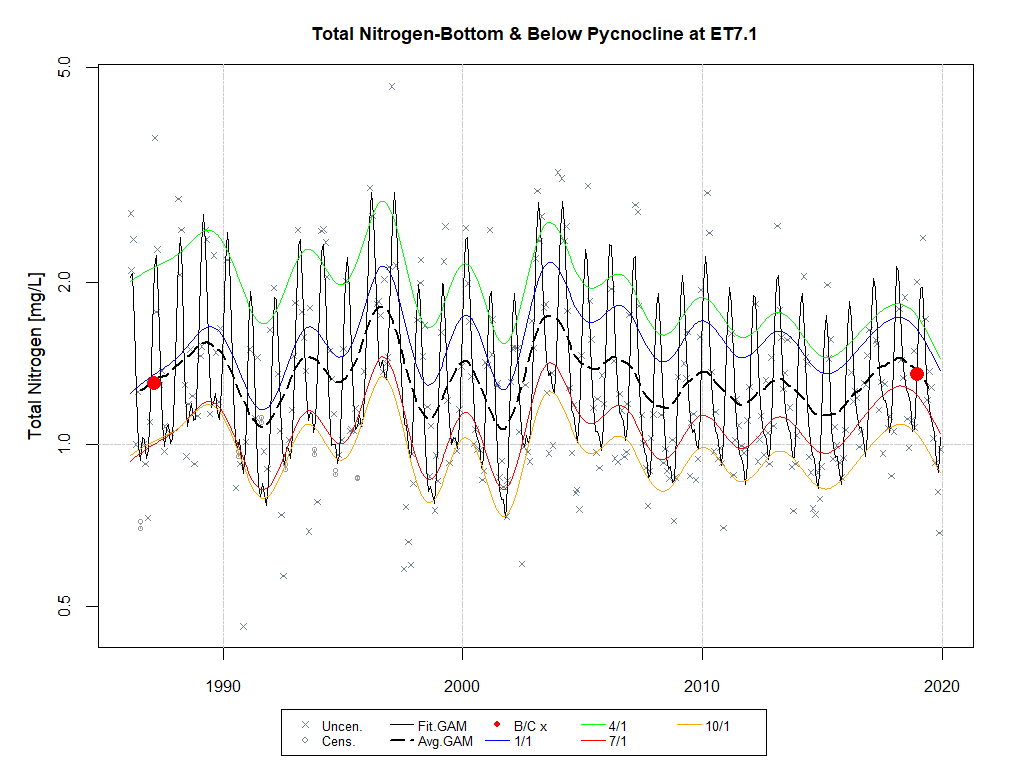 Total Nitrogen-Bottom & Below Pycnocline at ET7.1
Total Nitrogen [mg/L]
5.0
2.0
1.0
0.5
1990 2000 2010 2020
Uncen. Fit.GAM B/C x 4/1 10/1
Cens. Avg.GAM 1/1 7/1